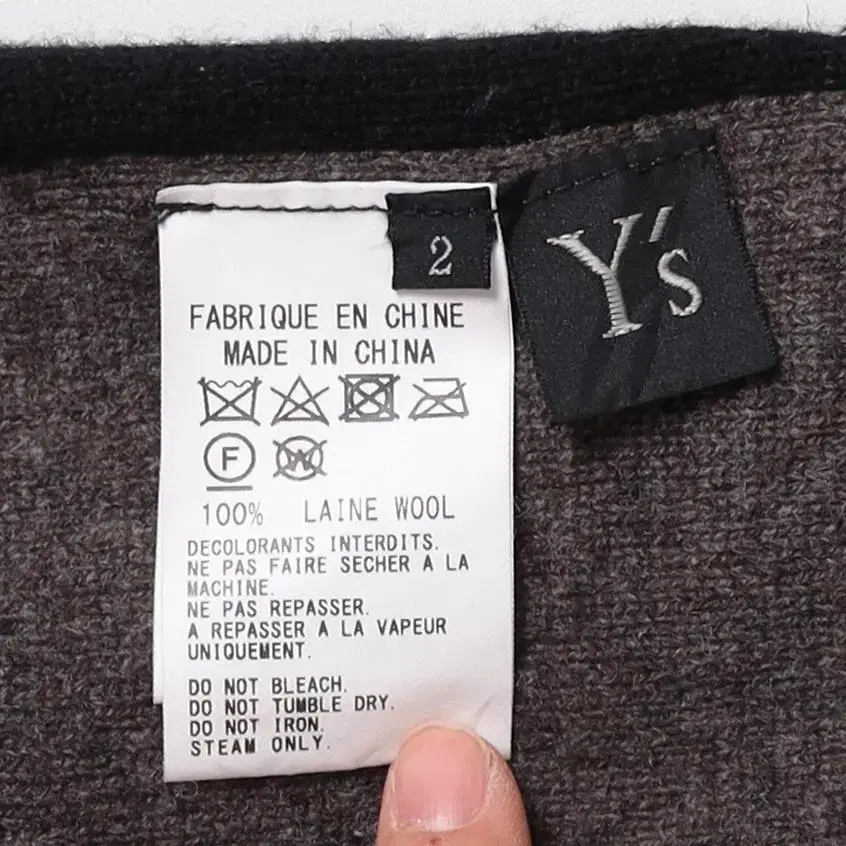 2
Y's
FABRIQUE EN CHINE
MADE IN CHINA
F
W
100% LAINE WOOL
DECOLORANTS INTERDITS.
NE PAS FAIRE SECHER A LA
MACHINE.
NE PAS REPASSER.
A REPASSER A LA VAPEUR
UNIQUEMENT.
DO NOT BLEACH.
DO NOT TUMBLE DRY.
DO NOT IRON.
STEAM ONLY.